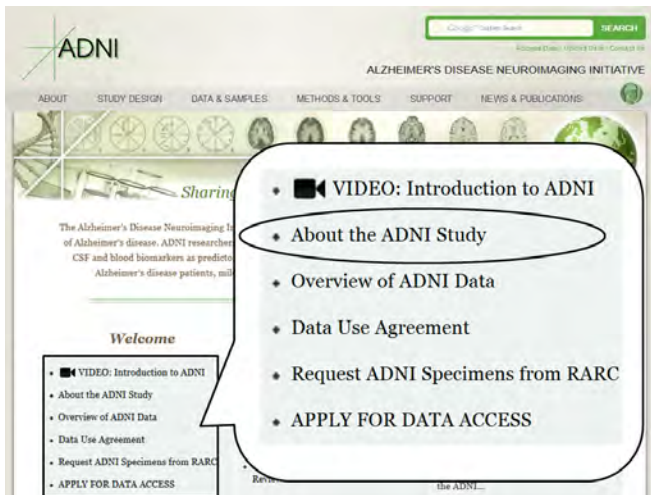 ADNI
SEARCH
ALZHEIMER'S DISEASE NEUROIMAGING INITIATIVE
ABOUT STUDY DESIGN DATA & SAMPLES METHODS & TOOLS SUPPORT NEWS & PUBLICATIONS
Sharing
The Alzheimer's Disease Neuroimaging
of Alzheimer's disease. ADNI researcher
CSF and blood biomarkers as predicto
Alzheimer's disease patients, mil
Welcome
• VIDEO: Introduction to ADNI
• About the ADNI Study
• Overview of ADNI Data
• Data Use Agreement
• Request ADNI Specimens from RARC
• APPLY FOR DATA ACCESS
• VIDEO: Introduction to ADNI
• About the ADNI Study
• Overview of ADNI Data
• Data Use Agreement
• Request ADNI Specimens from RARC
• APPLY FOR DATA ACCESS
the ADNI...